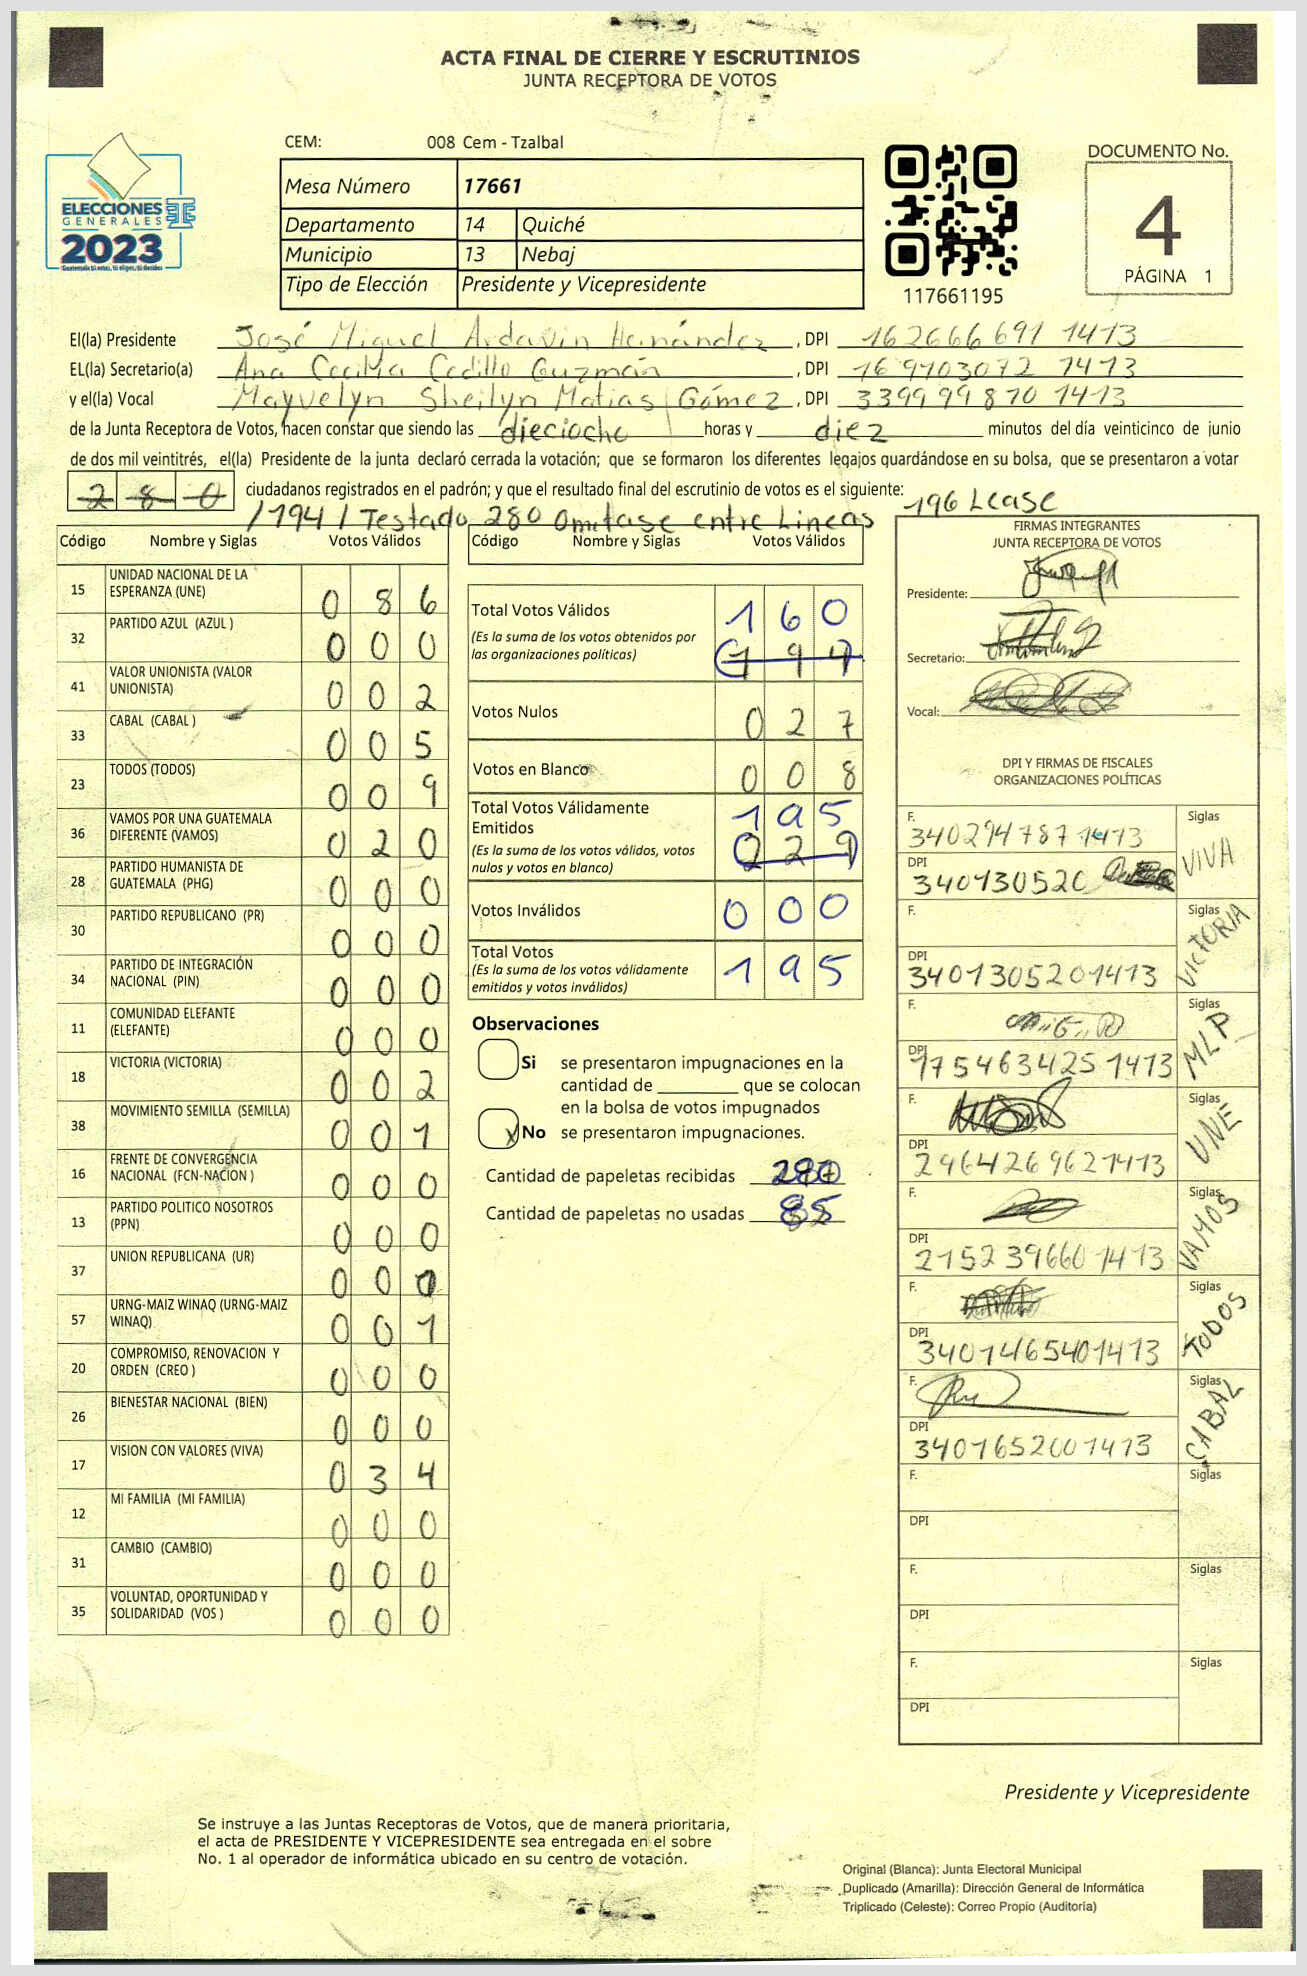 ACTA FINAL DE CIERRE Y ESCRUTINIOS
JUNTA RECEPTORA DE VOTOS
ELECCIONES
GENERALES
2023
CEM: 008 Cem - Tzalbal
Mesa Número 17661
Departamento 14 Quiché
Municipio 13 Nebaj
Tipo de Elección Presidente y Vicepresidente
117661195
DOCUMENTO No.
4
PÁGINA 1
El(la) Presidente José Miguel Ardavin Hernández, DPI 162666691 1413
EL(la) Secretario(a) Ana Cecilia Cedillo Guzmán, DPI 169703072 1413
y el(la) Vocal Mayvelyn Sheilyn Matias Gómez, DPI 339999870 1413
de la Junta Receptora de Votos, hacen constar que siendo las dieciocho horas y diez minutos del día veinticinco de junio
de dos mil veintitrés, el(la) Presidente de la junta declaró cerrada la votación; que se formaron los diferentes legajos guardándose en su bolsa, que se presentaron a votar
280 ciudadanos registrados en el padrón; y que el resultado final del escrutinio de votos es el siguiente: 196 Lease
/194/ Testado 280 Omitase entre Lineas
Código Nombre y Siglas Votos Válidos
15 UNIDAD NACIONAL DE LA ESPERANZA (UNE) 0 8 6
32 PARTIDO AZUL (AZUL ) 0 0 0
41 VALOR UNIONISTA (VALOR UNIONISTA) 0 0 2
33 CABAL (CABAL ) 0 0 5
23 TODOS (TODOS) 0 0 9
36 VAMOS POR UNA GUATEMALA DIFERENTE (VAMOS) 0 2 0
28 PARTIDO HUMANISTA DE GUATEMALA (PHG) 0 0 0
30 PARTIDO REPUBLICANO (PR) 0 0 0
34 PARTIDO DE INTEGRACIÓN NACIONAL (PIN) 0 0 0
11 COMUNIDAD ELEFANTE (ELEFANTE) 0 0 0
18 VICTORIA (VICTORIA) 0 0 2
38 MOVIMIENTO SEMILLA (SEMILLA) 0 0 1
16 FRENTE DE CONVERGENCIA NACIONAL (FCN-NACION ) 0 0 0
13 PARTIDO POLITICO NOSOTROS (PPN) 0 0 0
37 UNION REPUBLICANA (UR) 0 0 0
57 URNG-MAIZ WINAQ (URNG-MAIZ WINAQ) 0 0 1
20 COMPROMISO, RENOVACION Y ORDEN (CREO ) 0 0 0
26 BIENESTAR NACIONAL (BIEN) 0 0 0
17 VISION CON VALORES (VIVA) 0 3 4
12 MI FAMILIA (MI FAMILIA) 0 0 0
31 CAMBIO (CAMBIO) 0 0 0
35 VOLUNTAD, OPORTUNIDAD Y SOLIDARIDAD (VOS ) 0 0 0
Código Nombre y Siglas Votos Válidos
Total Votos Válidos 1 6 0
(Es la suma de los votos obtenidos por
las organizaciones políticas) 1 9 4
Votos Nulos 0 2 7
Votos en Blanco 0 0 8
Total Votos Válidamente
Emitidos 1 9 5
(Es la suma de los votos válidos, votos
nulos y votos en blanco) 2 2 9
Votos Inválidos 0 0 0
Total Votos
(Es la suma de los votos válidamente
emitidos y votos inválidos) 1 9 5
Observaciones
Si se presentaron impugnaciones en la
cantidad de ________ que se colocan
en la bolsa de votos impugnados
X No se presentaron impugnaciones.
Cantidad de papeletas recibidas
Cantidad de papeletas no usadas 85
FIRMAS INTEGRANTES
JUNTA RECEPTORA DE VOTOS
Presidente:
Secretario:
Vocal:
DPI Y FIRMAS DE FISCALES
ORGANIZACIONES POLÍTICAS
F. 3402947871413 Siglas VIVA
DPI 340130520
F. Siglas VICTORIA
DPI 3401305201413
F. Siglas MLP
DPI 1754634251413
F. Siglas UNE
DPI 2964269621413
F. Siglas VAMOS
DPI 2152396601413
F. Siglas TODOS
DPI 3401465401413
F. Siglas CABAL
DPI 3401652001413
F. Siglas
DPI
F. Siglas
DPI
F. Siglas
DPI
Presidente y Vicepresidente
Se instruye a las Juntas Receptoras de Votos, que de manera prioritaria,
el acta de PRESIDENTE Y VICEPRESIDENTE sea entregada en el sobre
No. 1 al operador de informática ubicado en su centro de votación.
Original (Blanca): Junta Electoral Municipal
Duplicado (Amarilla): Dirección General de Informática
Triplicado (Celeste): Correo Propio (Auditoría)